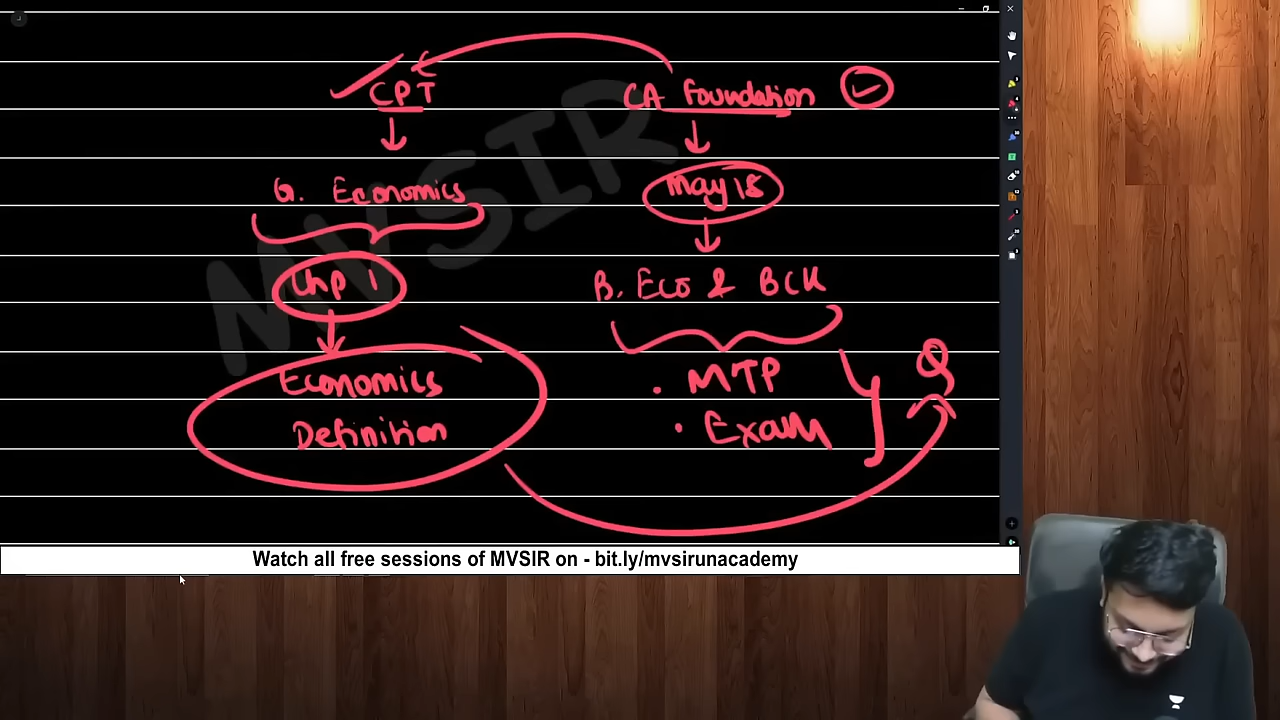 CPT
CA Foundation
G. Economics
May 18
Chp 1
B. Eco & BCK
Economics
Definition
. MTP
. Exam
Q
MVSIR
Watch all free sessions of MVSIR on - bit.ly/mvsirunacademy